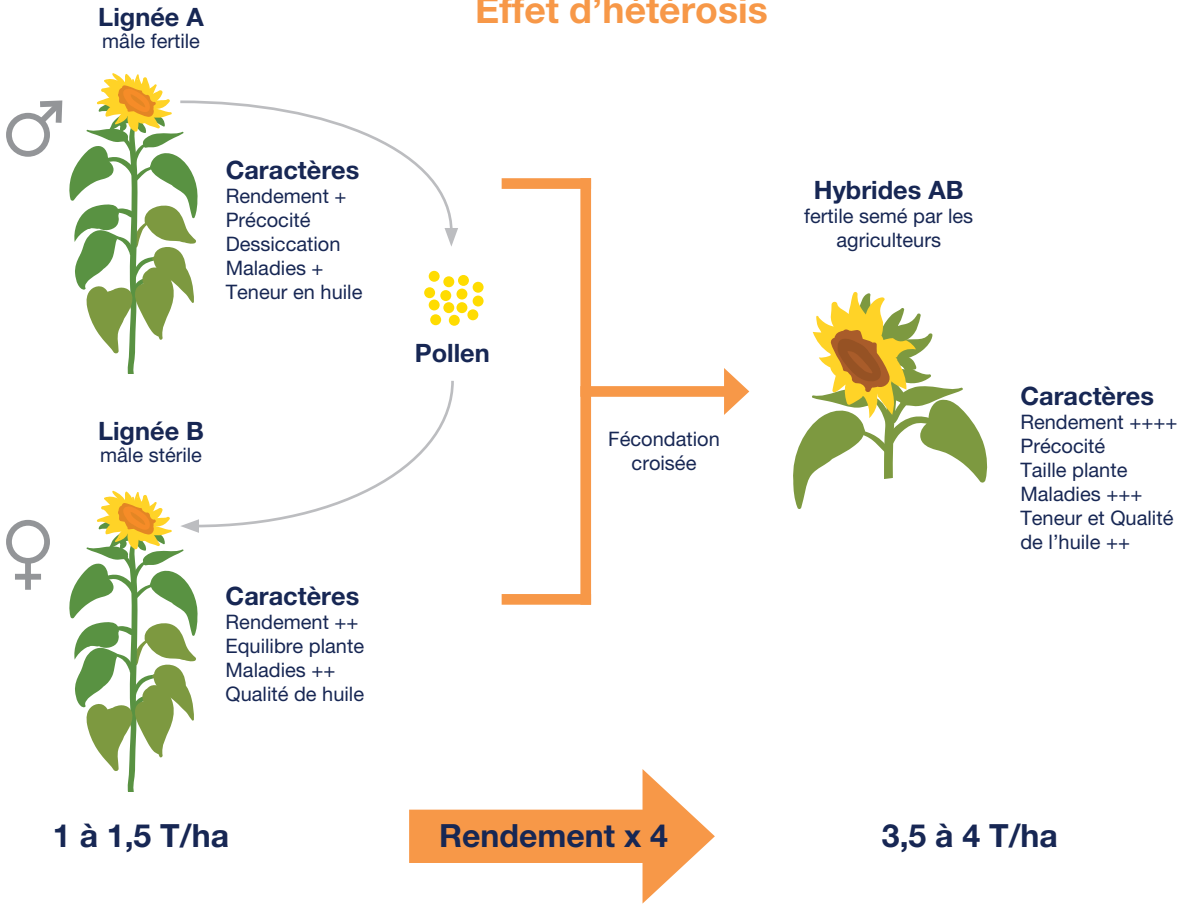 Effet d'hétérosis
Lignée A
mâle fertile
Caractères
Rendement +
Précocité
Dessiccation
Maladies +
Teneur en huile
Pollen
Lignée B
mâle stérile
Caractères
Rendement ++
Equilibre plante
Maladies ++
Qualité de huile
Fécondation
croisée
Hybrides AB
fertile semé par les
agriculteurs
Caractères
Rendement ++++
Précocité
Taille plante
Maladies +++
Teneur et Qualité
de l'huile ++
1 à 1,5 T/ha
Rendement x 4
3,5 à 4 T/ha